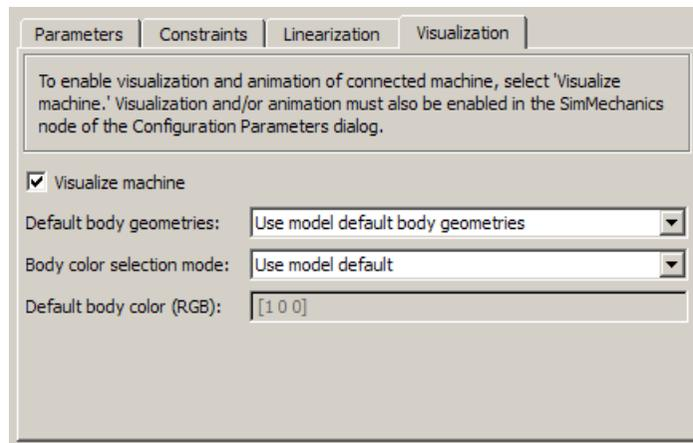 Parameters Constraints Linearization Visualization
To enable visualization and animation of connected machine, select 'Visualize
machine.' Visualization and/or animation must also be enabled in the SimMechanics
node of the Configuration Parameters dialog.
Visualize machine
Default body geometries: Use model default body geometries
Body color selection mode: Use model default
Default body color (RGB): [1 0 0]